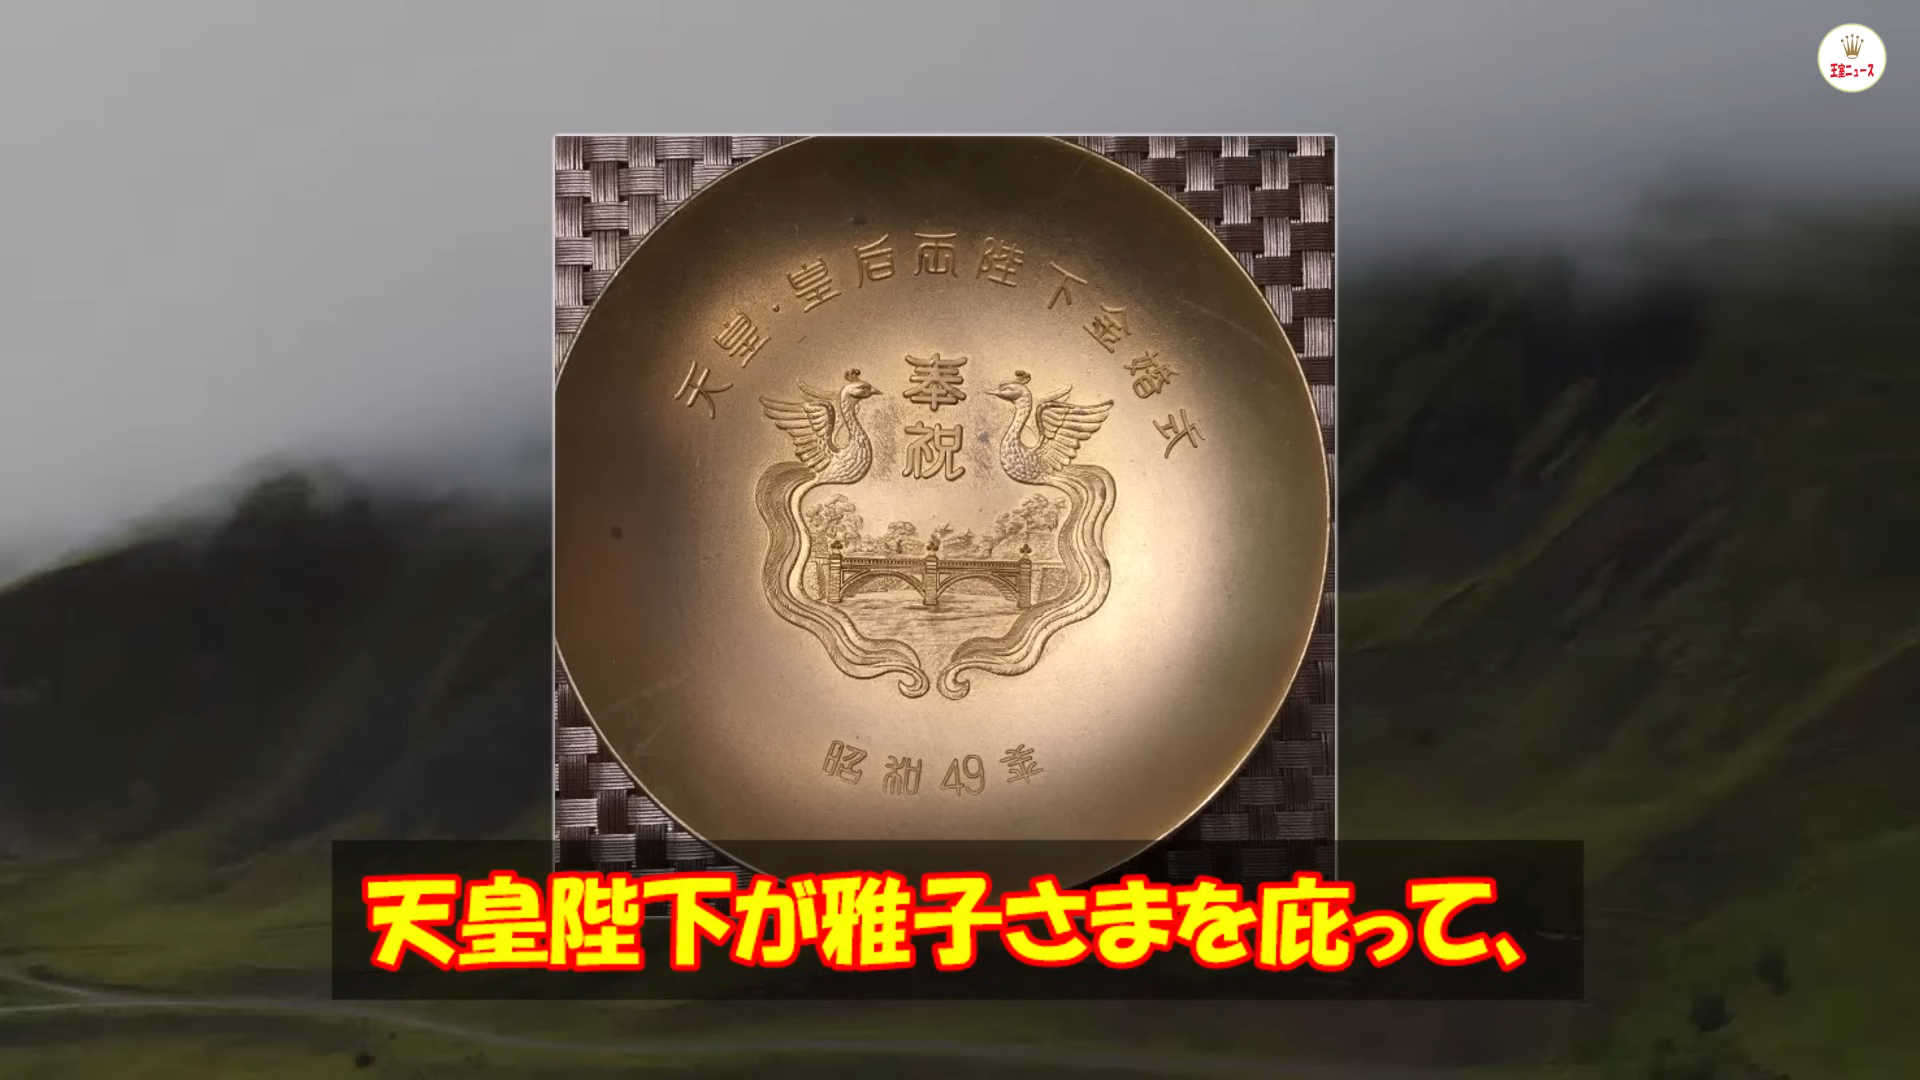 王室ニュース
天皇・皇后両陛下金婚式
奉祝
昭和49年
天皇陛下が雅子さまを庇って、